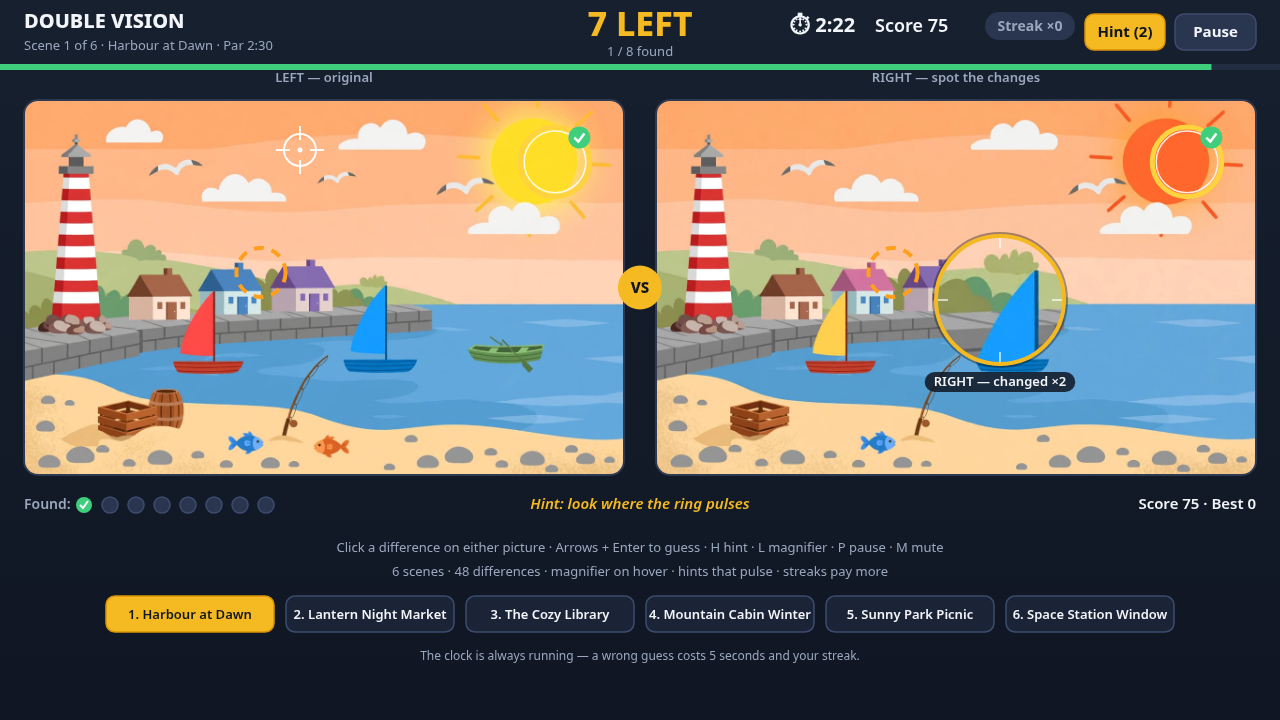 DOUBLE VISION
Scene 1 of 6 · Harbour at Dawn · Par 2:30
7 LEFT
1 / 8 found
⏱ 2:22
Score 75
Streak ×0
Hint (2)
Pause
LEFT — original
RIGHT — spot the changes
VS
RIGHT — changed ×2
Found:
Hint: look where the ring pulses
Score 75 · Best 0
Click a difference on either picture · Arrows + Enter to guess · H hint · L magnifier · P pause · M mute
6 scenes · 48 differences · magnifier on hover · hints that pulse · streaks pay more
1. Harbour at Dawn
2. Lantern Night Market
3. The Cozy Library
4. Mountain Cabin Winter
5. Sunny Park Picnic
6. Space Station Window
The clock is always running — a wrong guess costs 5 seconds and your streak.